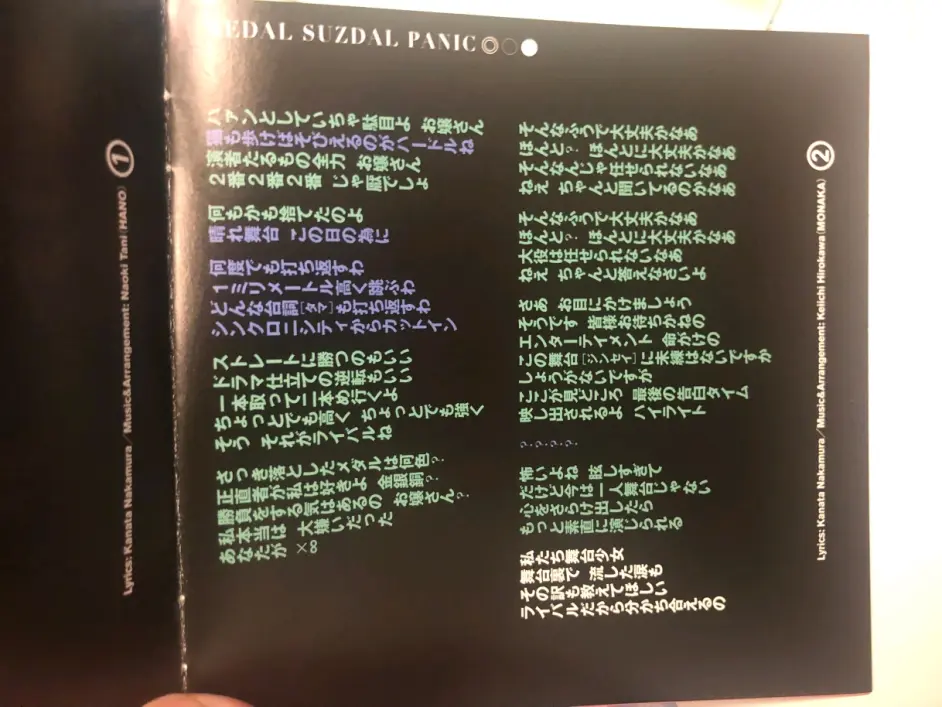 EDAL SUZDAL PANIC◎○●
①
Lyrics: Kanata Nakamura / Music&Arrangement: Naoki Tani (HANO)
ハケンとしていちゃ駄目よ お嬢さん
も歩けばそびえるのがハードルね
演者たるもの全力 お嬢さん
2番2番2番 じゃ厭でしょ
何もかも捨てたのよ
晴れ舞台 この日の為に
何度でも打ち返すわ
1ミリメートル高く跳ぶわ
どんな台詞[タマ]も打ち返すわ
シンクロニシティからカットイン
ストレートに勝つのもいい
ドラマ仕立ての逆転もいい
一本取って二本め行くよ
ちょっとでも高く ちょっとでも強く
そう それがライバルね
さっき落としたメダルは何色?
正直者が私は好きよ 金銀銅?
勝負をする気はあるの お嬢さん?
私本当は 大嫌いだった
あなたが ×∞
②
Lyrics: Kanata Nakamura / Music&Arrangement: Keiichi Hirokawa (MONACA)
そんなふうで大丈夫かなあ
ほんと? ほんとに大丈夫かなあ
そんなんじゃ任せられないなあ
ねえ ちゃんと聞いてるのかなあ
そんなふうで大丈夫かなあ
ほんと? ほんとに大丈夫かなあ
大役は任せられないなあ
ねえ ちゃんと答えなさいよ
さあ お目にかけましょう
そうです 皆様お待ちかねの
エンターテイメント 命がけの
この舞台[ジンセイ]に未練はないですか
しょうがないですが
ここが見どころ 最後の告白タイム
映し出されるよ ハイライト
?????
怖いよね 眩しすぎて
だけど今は一人舞台じゃない
心をさらけ出したら
もっと素直に演じられる
私たち舞台少女
舞台裏で 流した涙も
その訳も教えてほしい
ライバルだから分かち合えるの